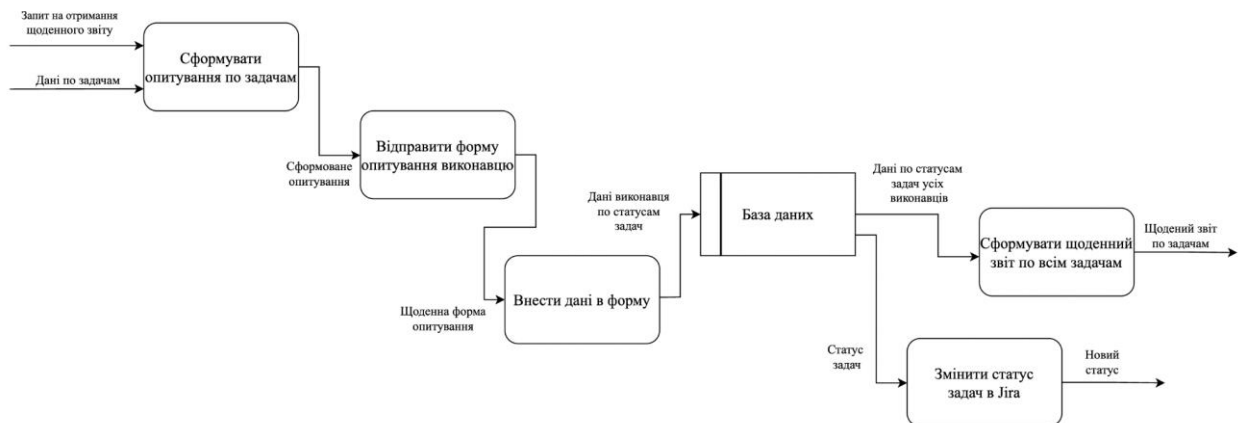 Запит на отримання
щоденного звіту
Дані по задачам
Сформувати
опитування по задачам
Сформоване
опитування
Відправити форму
опитування виконавцю
Щоденна форма
опитування
Внести дані в форму
Дані виконавця
по статусам
задач
База даних
Дані по статусам
задач усіх
виконавців
Сформувати щоденний
звіт по всім задачам
Щодений звіт
по задачам
Статус
задач
Змінити статус
задач в Jira
Новий
статус